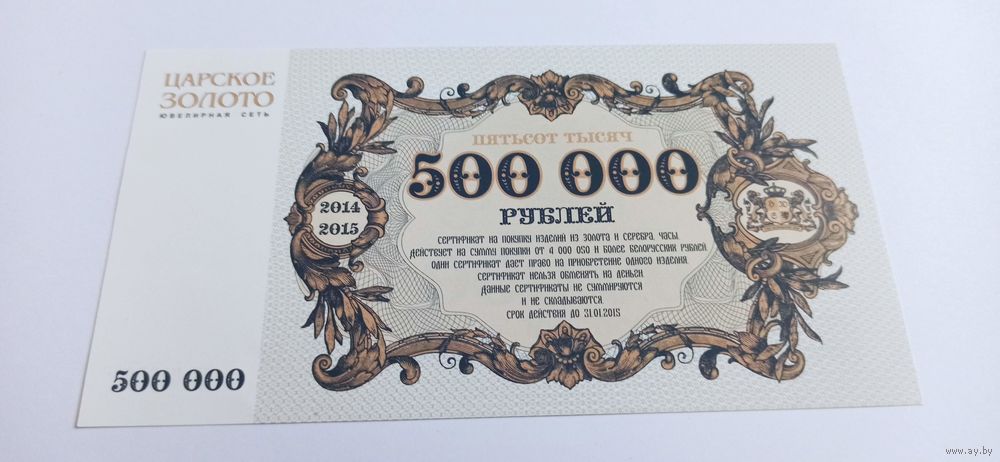 ЦАРСКОЕ
ЗОЛОТО
ЮВЕЛИРНАЯ СЕТЬ
500 000
2014
2015
ПЯТЬСОТ ТЫСЯЧ
500 000
РУБЛЕЙ
СЕРТИФИКАТ НА ПОКУПКУ ИЗДЕЛИЙ ИЗ ЗОЛОТА И СЕРЕБРА, ЧАСЫ.
ДЕЙСТВУЕТ НА СУММУ ПОКУПКИ ОТ 4 000 050 И БОЛЕЕ БЕЛОРУССКИХ РУБЛЕЙ.
ОДИН СЕРТИФИКАТ ДАЕТ ПРАВО НА ПРИОБРЕТЕНИЕ ОДНОГО ИЗДЕЛИЯ.
СЕРТИФИКАТ НЕЛЬЗЯ ОБМЕНЯТЬ НА ДЕНЬГИ.
ДАННЫЕ СЕРТИФИКАТЫ НЕ СУММИРУЮТСЯ
И НЕ СКЛАДЫВАЮТСЯ.
СРОК ДЕЙСТВИЯ ДО 31.01.2015
www.ay.by